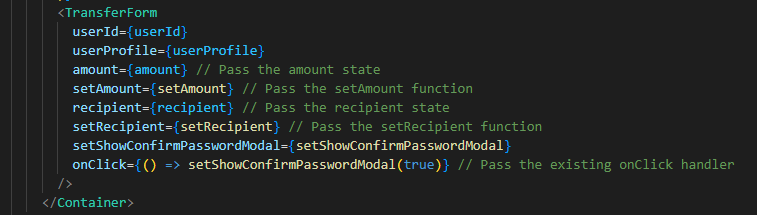 <TransferForm
userId={userId}
userProfile={userProfile}
amount={amount} // Pass the amount state
setAmount={setAmount} // Pass the setAmount function
recipient={recipient} // Pass the recipient state
setRecipient={setRecipient} // Pass the setRecipient function
setShowConfirmPasswordModal={setShowConfirmPasswordModal}
onClick={() => setShowConfirmPasswordModal(true)} // Pass the existing onClick handler
/>
</Container>